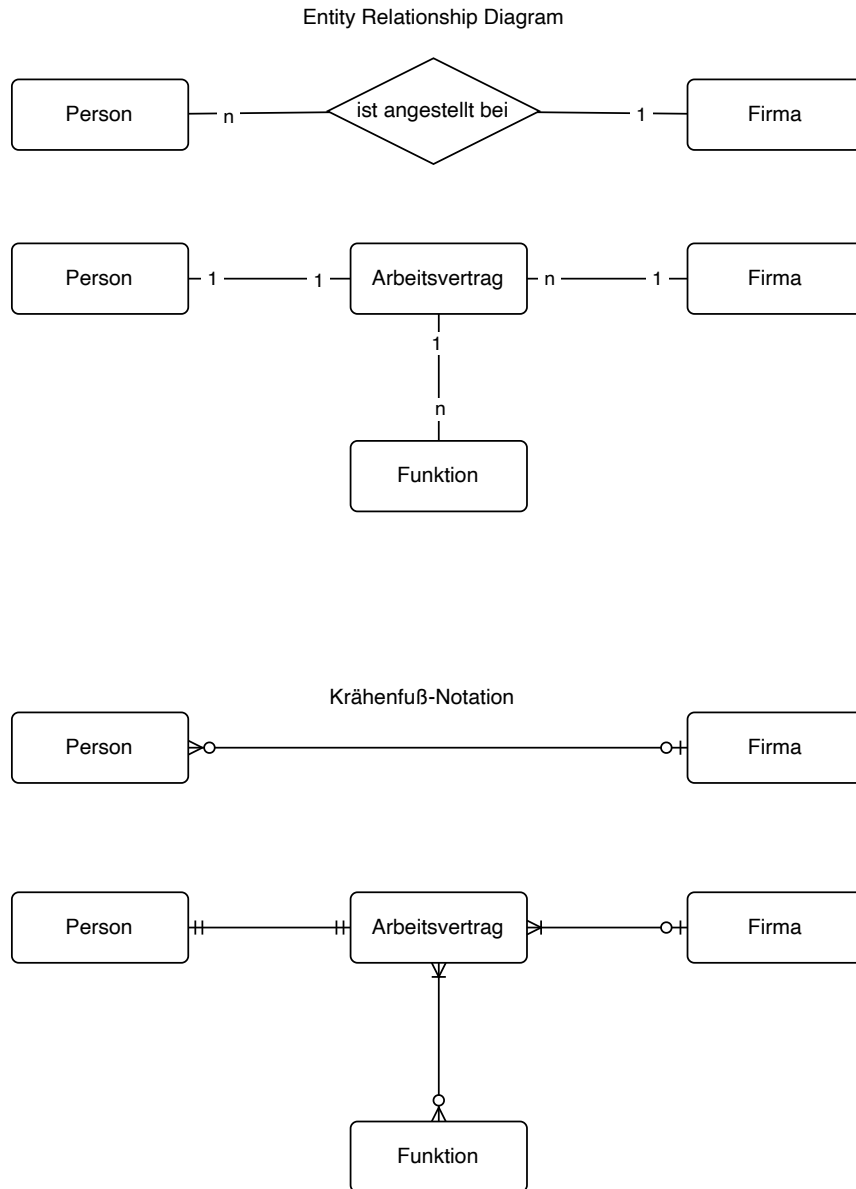 Entity Relationship Diagram
Person
n
ist angestellt bei
1
Firma
Person
1
1
Arbeitsvertrag
n
1
Firma
1
n
Funktion
Krähenfuß-Notation
Person
Firma
Person
Arbeitsvertrag
Firma
Funktion